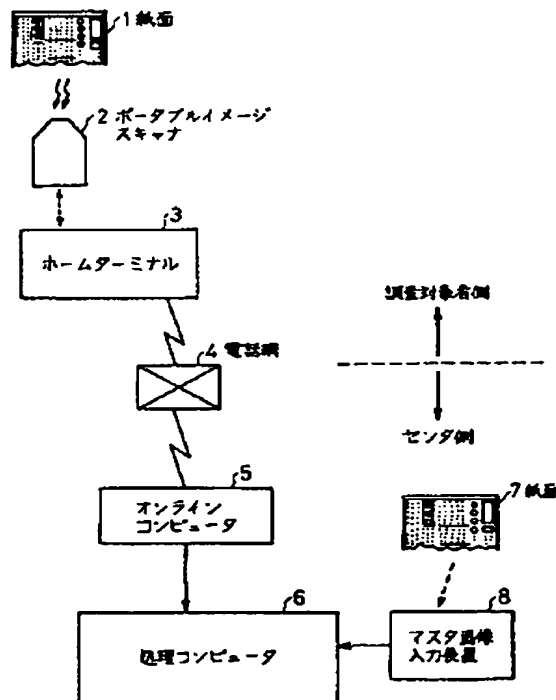 1 紙面
2 ポータブルイメージ
スキャナ
3
ホームターミナル
4 電話網
調査対象者側
センタ側
5
オンライン
コンピュータ
7 紙面
6
処理コンピュータ
8
マスタ画像
入力装置